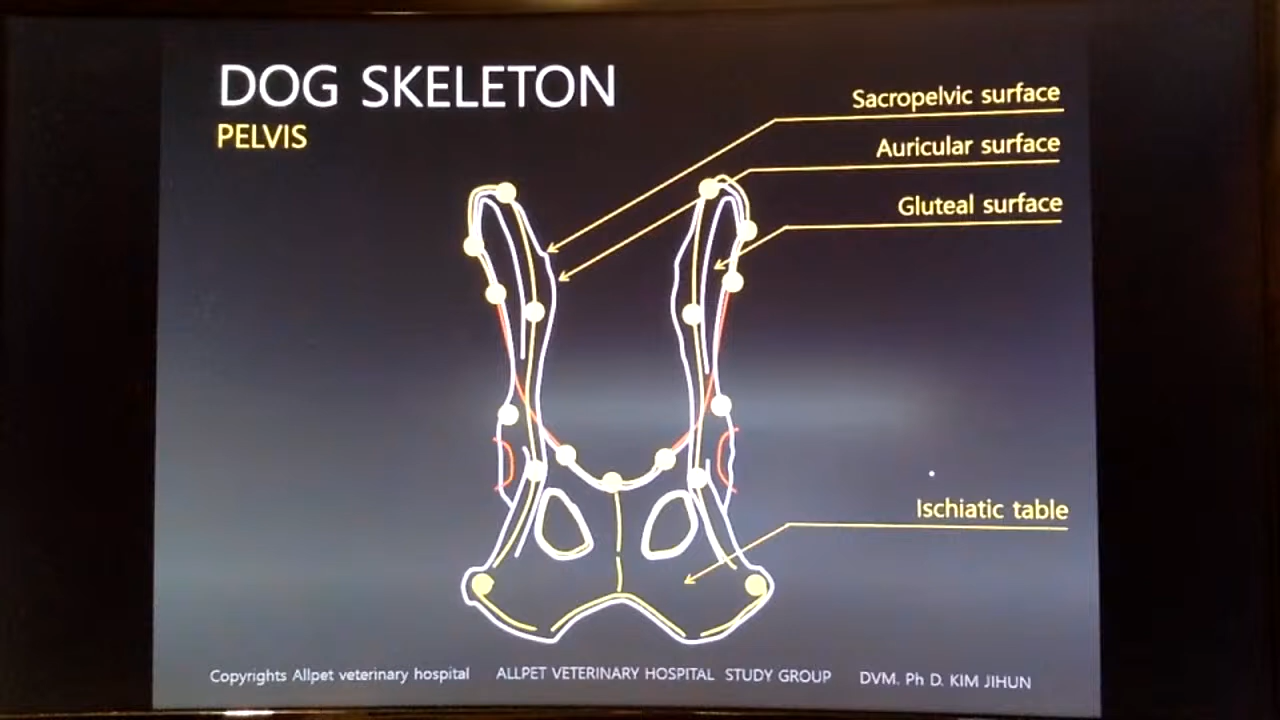 DOG SKELETON
PELVIS
Sacropelvic surface
Auricular surface
Gluteal surface
Ischiatic table
Copyrights Allpet veterinary hospital ALLPET VETERINARY HOSPITAL STUDY GROUP DVM. Ph D. KIM JIHUN